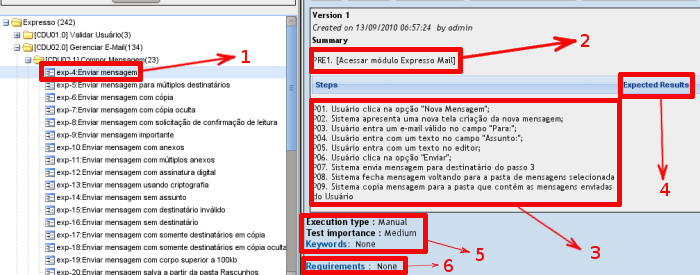 Expresso (242)
[CDU01.0] Validar Usuário(3)
[CDU02.0] Gerenciar E-Mail(134)
[CDU02.1] Compor Mensagem(23)
exp-4:Enviar mensagem
exp-5:Enviar mensagem para múltiplos destinatários
exp-6:Enviar mensagem com cópia
exp-7:Enviar mensagem com cópia oculta
exp-8:Enviar mensagem com solicitação de confirmação de leitura
exp-9:Enviar mensagem importante
exp-10:Enviar mensagem com anexos
exp-11:Enviar mensagem com múltiplos anexos
exp-12:Enviar mensagem com assinatura digital
exp-13:Enviar mensagem usando criptografia
exp-14:Enviar mensagem sem assunto
exp-15:Enviar mensagem com destinatário inválido
exp-16:Enviar mensagem sem destinatário
exp-17:Enviar mensagem com somente destinatários em cópia
exp-18:Enviar mensagem com somente destinatários em cópia oculta
exp-19:Enviar mensagem com corpo superior a 100kb
exp-20:Enviar mensagem salva a partir da pasta Rascunhos
1
Version 1
Created on 13/09/2010 06:57:24 by admin
Summary
PRE1. [Acessar módulo Expresso Mail]
2
Steps
Expected Results
P01. Usuário clica na opção "Nova Mensagem";
P02. Sistema apresenta uma nova tela criação da nova mensagem;
P03. Usuário entra um e-mail válido no campo "Para:";
P04. Usuário entra com um texto no campo "Assunto:";
P05. Usuário entra com um texto no editor;
P06. Usuário clica na opção "Enviar";
P07. Sistema envia mensagem para destinatário do passo 3
P08. Sistema fecha mensagem voltando para a pasta de mensagens selecionada
P09. Sistema copia mensagem para a pasta que contém as mensagens enviadas
do Usuário
4
3
Execution type : Manual
Test importance : Medium
Keywords: None
5
Requirements : None
6